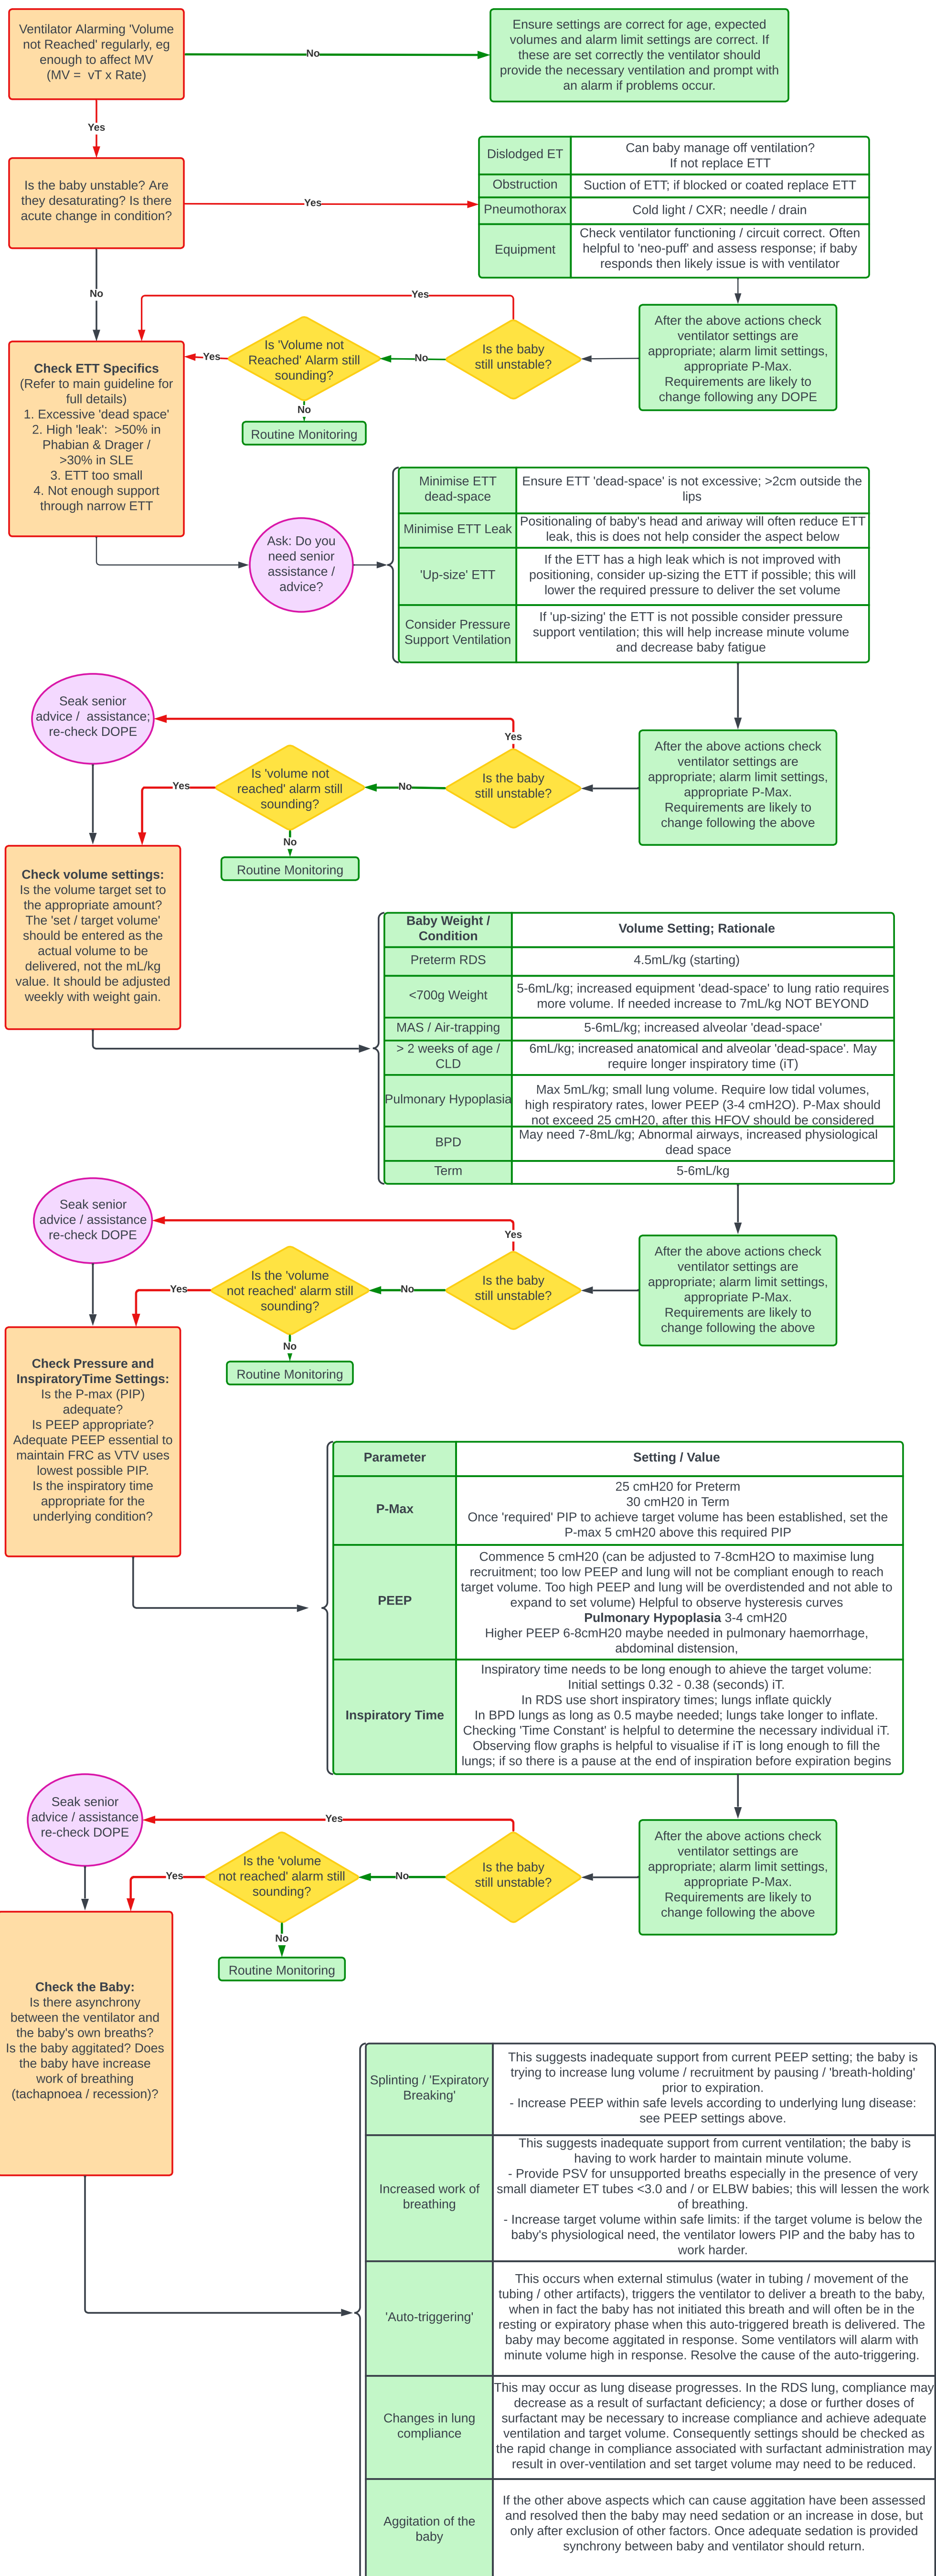 Ventilator Alarming 'Volume
not Reached' regularly, eg
enough to affect MV
(MV = vT x Rate)
No
Ensure settings are correct for age, expected
volumes and alarm limit settings are correct. If
these are set correctly the ventilator should
provide the necessary ventilation and prompt with
an alarm if problems occur.
Yes
Is the baby unstable? Are
they desaturating? Is there
acute change in condition?
Yes
Dislodged ET
Can baby manage off ventilation?
If not replace ETT
Obstruction
Suction of ETT; if blocked or coated replace ETT
Pneumothorax
Cold light / CXR; needle / drain
Equipment
Check ventilator functioning / circuit correct. Often
helpful to 'neo-puff' and assess response; if baby
responds then likely issue is with ventilator
No
Yes
After the above actions check
ventilator settings are
appropriate; alarm limit settings,
appropriate P-Max.
Requirements are likely to
change following any DOPE
Is the baby
still unstable?
No
Is 'Volume not
Reached' Alarm still
sounding?
Yes
No
Routine Monitoring
Check ETT Specifics
(Refer to main guideline for
full details)
1. Excessive 'dead space'
2. High 'leak': >50% in
Phabian & Drager /
>30% in SLE
3. ETT too small
4. Not enough support
through narrow ETT
Ask: Do you
need senior
assistance /
advice?
Minimise ETT
dead-space
Ensure ETT 'dead-space' is not excessive; >2cm outside the
lips
Minimise ETT Leak
Positionaling of baby's head and ariway will often reduce ETT
leak, this is does not help consider the aspect below
'Up-size' ETT
If the ETT has a high leak which is not improved with
positioning, consider up-sizing the ETT if possible; this will
lower the required pressure to deliver the set volume
Consider Pressure
Support Ventilation
If 'up-sizing' the ETT is not possible consider pressure
support ventilation; this will help increase minute volume
and decrease baby fatigue
Seak senior
advice / assistance;
re-check DOPE
Yes
After the above actions check
ventilator settings are
appropriate; alarm limit settings,
appropriate P-Max.
Requirements are likely to
change following the above
Is the baby
still unstable?
No
Is 'volume not
reached' alarm still
sounding?
Yes
No
Routine Monitoring
Check volume settings:
Is the volume target set to
the appropriate amount?
The 'set / target volume'
should be entered as the
actual volume to be
delivered, not the mL/kg
value. It should be adjusted
weekly with weight gain.
Baby Weight /
Condition
Volume Setting; Rationale
Preterm RDS
4.5mL/kg (starting)
<700g Weight
5-6mL/kg; increased equipment 'dead-space' to lung ratio requires
more volume. If needed increase to 7mL/kg NOT BEYOND
MAS / Air-trapping
5-6mL/kg; increased alveolar 'dead-space'
> 2 weeks of age /
CLD
6mL/kg; increased anatomical and alveolar 'dead-space'. May
require longer inspiratory time (iT)
Pulmonary Hypoplasia
Max 5mL/kg; small lung volume. Require low tidal volumes,
high respiratory rates, lower PEEP (3-4 cmH2O). P-Max should
not exceed 25 cmH20, after this HFOV should be considered
BPD
May need 7-8mL/kg; Abnormal airways, increased physiological
dead space
Term
5-6mL/kg
Seak senior
advice / assistance
re-check DOPE
Yes
After the above actions check
ventilator settings are
appropriate; alarm limit settings,
appropriate P-Max.
Requirements are likely to
change following the above
Is the baby
still unstable?
No
Is the 'volume
not reached' alarm still
sounding?
Yes
No
Routine Monitoring
Check Pressure and
InspiratoryTime Settings:
Is the P-max (PIP)
adequate?
Is PEEP appropriate?
Adequate PEEP essential to
maintain FRC as VTV uses
lowest possible PIP.
Is the inspiratory time
appropriate for the
underlying condition?
Parameter
Setting / Value
P-Max
25 cmH20 for Preterm
30 cmH20 in Term
Once 'required' PIP to achieve target volume has been established, set the
P-max 5 cmH20 above this required PIP
PEEP
Commence 5 cmH20 (can be adjusted to 7-8cmH2O to maximise lung
recruitment; too low PEEP and lung will not be compliant enough to reach
target volume. Too high PEEP and lung will be overdistended and not able to
expand to set volume) Helpful to observe hysteresis curves
Pulmonary Hypoplasia 3-4 cmH20
Higher PEEP 6-8cmH20 maybe needed in pulmonary haemorrhage,
abdominal distension,
Inspiratory Time
Inspiratory time needs to be long enough to ahieve the target volume:
Initial settings 0.32 - 0.38 (seconds) iT.
In RDS use short inspiratory times; lungs inflate quickly
In BPD lungs as long as 0.5 maybe needed; lungs take longer to inflate.
Checking 'Time Constant' is helpful to determine the necessary individual iT.
Observing flow graphs is helpful to visualise if iT is long enough to fill the
lungs; if so there is a pause at the end of inspiration before expiration begins
Seak senior
advice / assistance
re-check DOPE
Yes
After the above actions check
ventilator settings are
appropriate; alarm limit settings,
appropriate P-Max.
Requirements are likely to
change following the above
Is the baby
still unstable?
No
Is the 'volume
not reached' alarm still
sounding?
Yes
No
Routine Monitoring
Check the Baby:
Is there asynchrony
between the ventilator and
the baby's own breaths?
Is the baby aggitated? Does
the baby have increase
work of breathing
(tachapnoea / recession)?
Splinting / 'Expiratory
Breaking'
This suggests inadequate support from current PEEP setting; the baby is
trying to increase lung volume / recruitment by pausing / 'breath-holding'
prior to expiration.
- Increase PEEP within safe levels according to underlying lung disease:
see PEEP settings above.
Increased work of
breathing
This suggests inadequate support from current ventilation; the baby is
having to work harder to maintain minute volume.
- Provide PSV for unsupported breaths especially in the presence of very
small diameter ET tubes <3.0 and / or ELBW babies; this will lessen the work
of breathing.
- Increase target volume within safe limits: if the target volume is below the
baby's physiological need, the ventilator lowers PIP and the baby has to
work harder.
'Auto-triggering'
This occurs when external stimulus (water in tubing / movement of the
tubing / other artifacts), triggers the ventilator to deliver a breath to the baby,
when in fact the baby has not initiated this breath and will often be in the
resting or expiratory phase when this auto-triggered breath is delivered. The
baby may become aggitated in response. Some ventilators will alarm with
minute volume high in response. Resolve the cause of the auto-triggering.
Changes in lung
compliance
This may occur as lung disease progresses. In the RDS lung, compliance may
decrease as a result of surfactant deficiency; a dose or further doses of
surfactant may be necessary to increase compliance and achieve adequate
ventilation and target volume. Consequently settings should be checked as
the rapid change in compliance associated with surfactant administration may
result in over-ventilation and set target volume may need to be reduced.
Aggitation of the
baby
If the other above aspects which can cause aggitation have been assessed
and resolved then the baby may need sedation or an increase in dose, but
only after exclusion of other factors. Once adequate sedation is provided
synchrony between baby and ventilator should return.